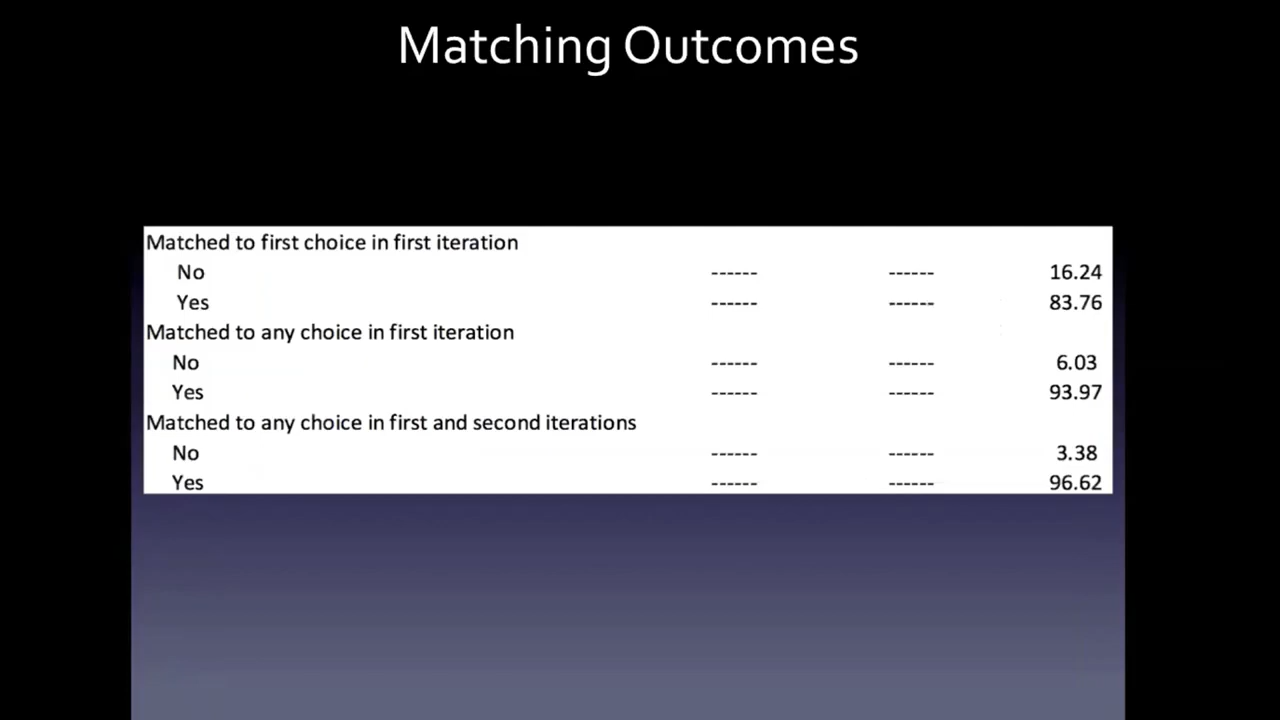 Matching Outcomes
Matched to first choice in first iteration
No ------ ------ 16.24
Yes ------ ------ 83.76
Matched to any choice in first iteration
No ------ ------ 6.03
Yes ------ ------ 93.97
Matched to any choice in first and second iterations
No ------ ------ 3.38
Yes ------ ------ 96.62